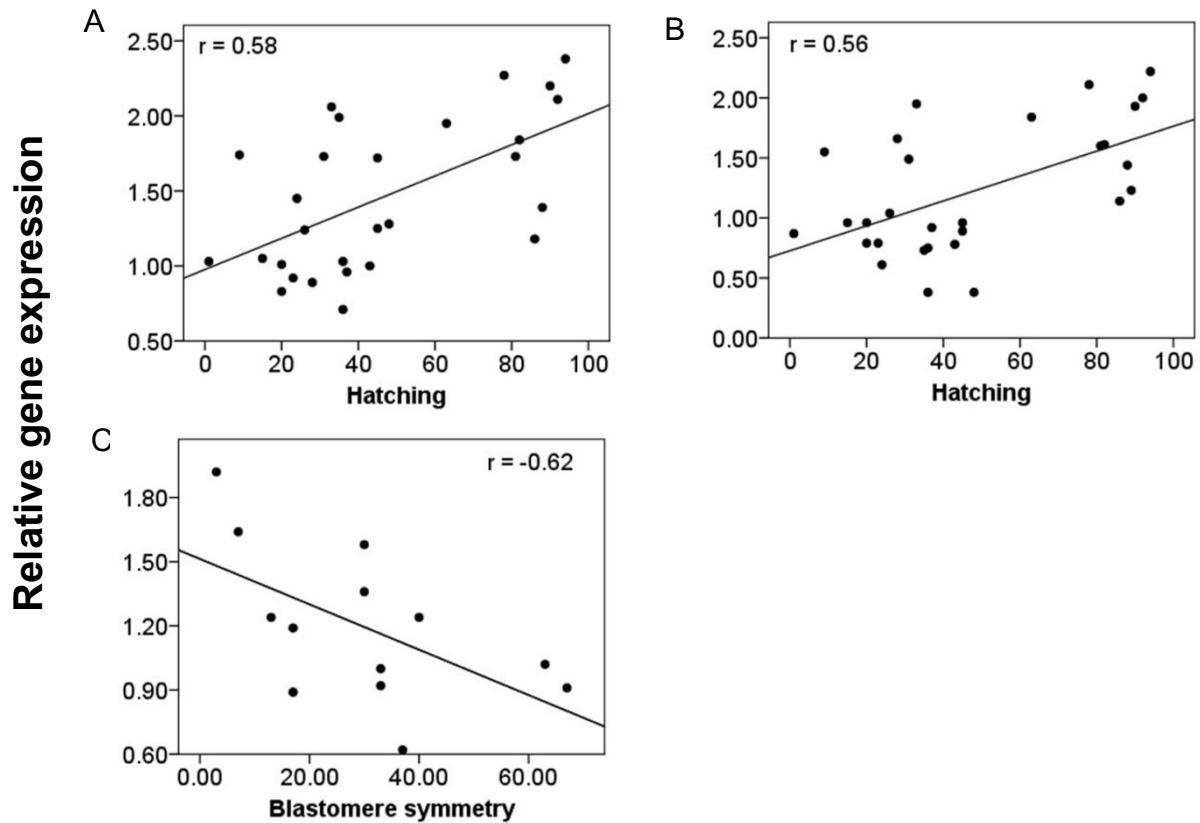 Relative gene expression
A
r = 0.58
2.50
2.00
1.50
1.00
0.50
0 20 40 60 80 100
Hatching
B
r = 0.56
2.50
2.00
1.50
1.00
0.50
0.00
0 20 40 60 80 100
Hatching
C
r = -0.62
1.80
1.50
1.20
0.90
0.60
0.00 20.00 40.00 60.00
Blastomere symmetry